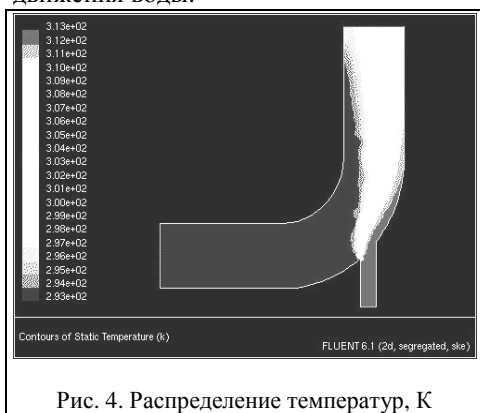 движения воды.
3.13e+02
3.12e+02
3.11e+02
3.10e+02
3.09e+02
3.08e+02
3.07e+02
3.06e+02
3.05e+02
3.04e+02
3.03e+02
3.02e+02
3.01e+02
3.00e+02
2.99e+02
2.98e+02
2.97e+02
2.96e+02
2.95e+02
2.94e+02
2.93e+02
Contours of Static Temperature (k)
FLUENT 6.1 (2d, segregated, ske)
Рис. 4. Распределение температур, К